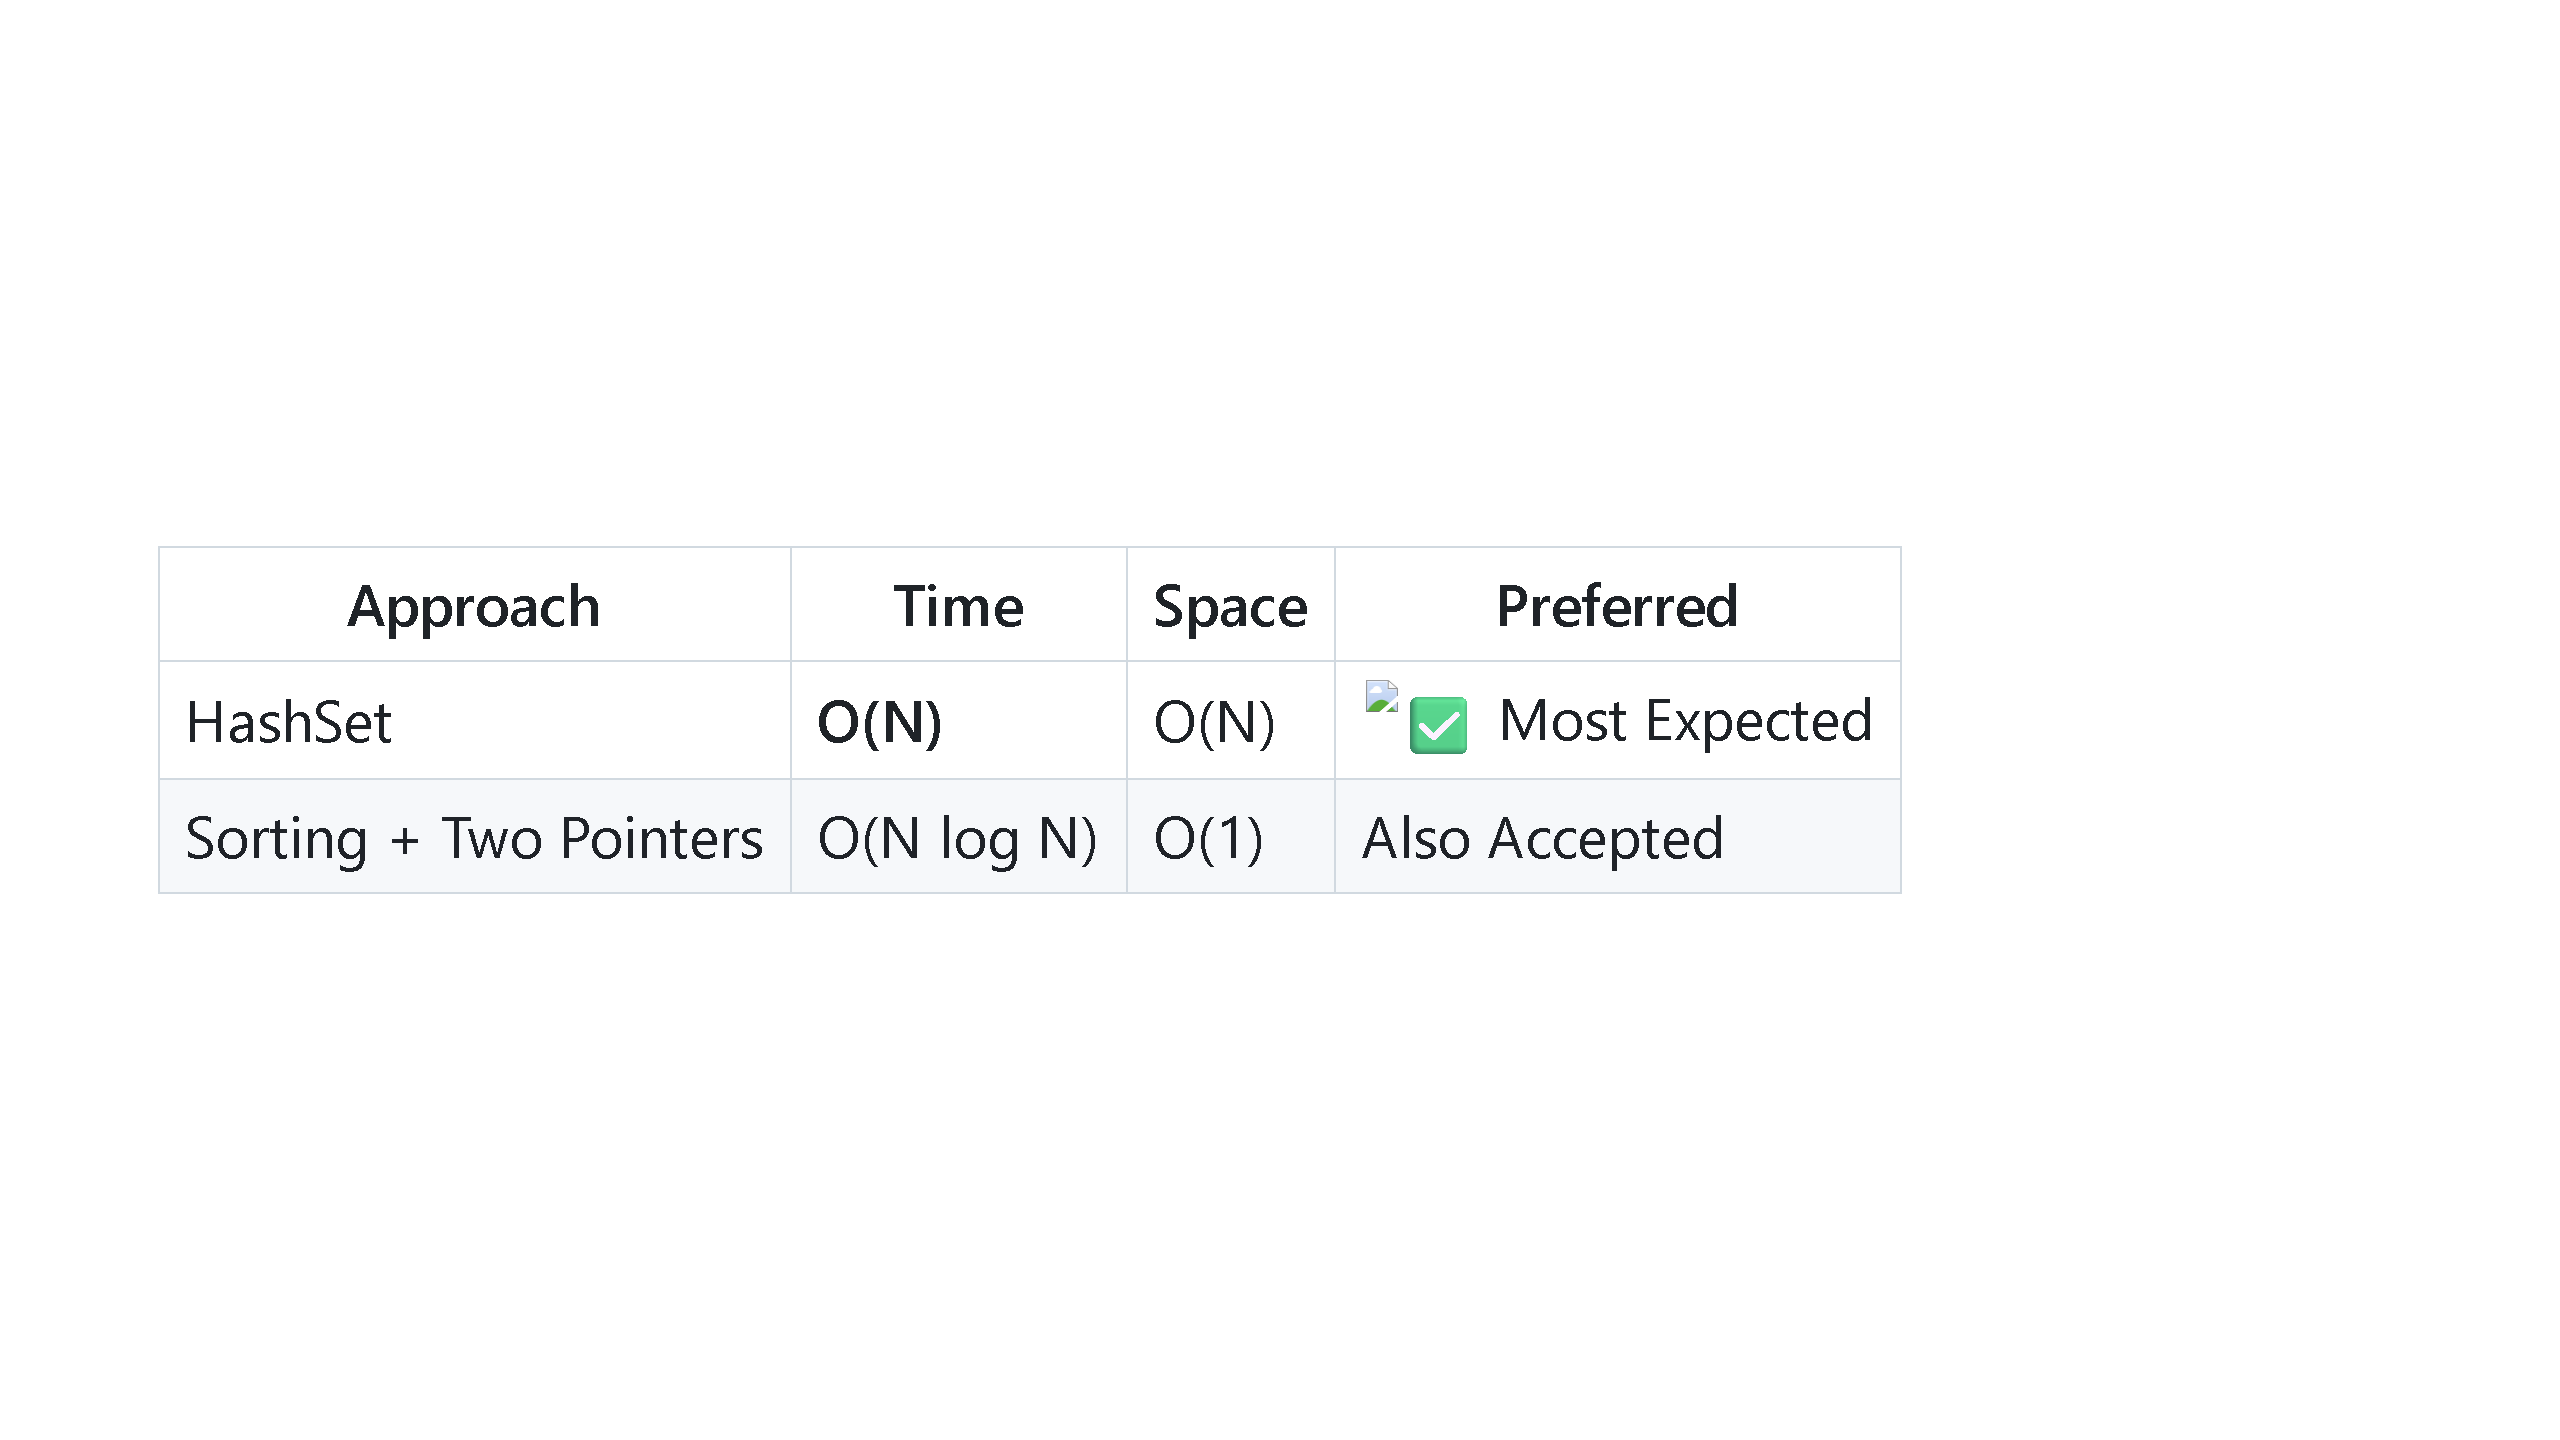 Approach Time Space Preferred
HashSet O(N) O(N) ✅ Most Expected
Sorting + Two Pointers O(N log N) O(1) Also Accepted